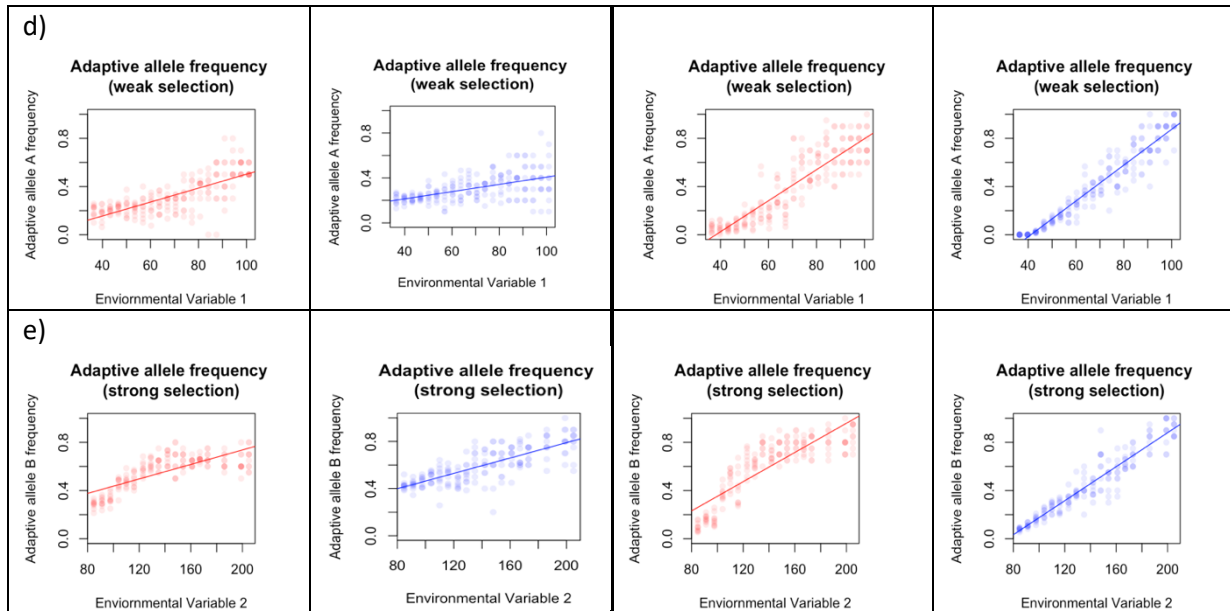 d)
Adaptive allele frequency
(weak selection)
Adaptive allele A frequency
0.0 0.4 0.8
40 60 80 100
Enviornmental Variable 1
Adaptive allele frequency
(weak selection)
Adaptive allele A frequency
0.0 0.4 0.8
40 60 80 100
Enviornmental Variable 1
Adaptive allele frequency
(weak selection)
Adaptive allele A frequency
0.0 0.4 0.8
40 60 80 100
Enviornmental Variable 1
Adaptive allele frequency
(weak selection)
Adaptive allele A frequency
0.0 0.4 0.8
40 60 80 100
Enviornmental Variable 1
e)
Adaptive allele frequency
(strong selection)
Adaptive allele B frequency
0.0 0.4 0.8
80 120 160 200
Enviornmental Variable 2
Adaptive allele frequency
(strong selection)
Adaptive allele B frequency
0.0 0.4 0.8
80 120 160 200
Enviornmental Variable 2
Adaptive allele frequency
(strong selection)
Adaptive allele B frequency
0.0 0.4 0.8
80 120 160 200
Enviornmental Variable 2
Adaptive allele frequency
(strong selection)
Adaptive allele B frequency
0.0 0.4 0.8
80 120 160 200
Enviornmental Variable 2